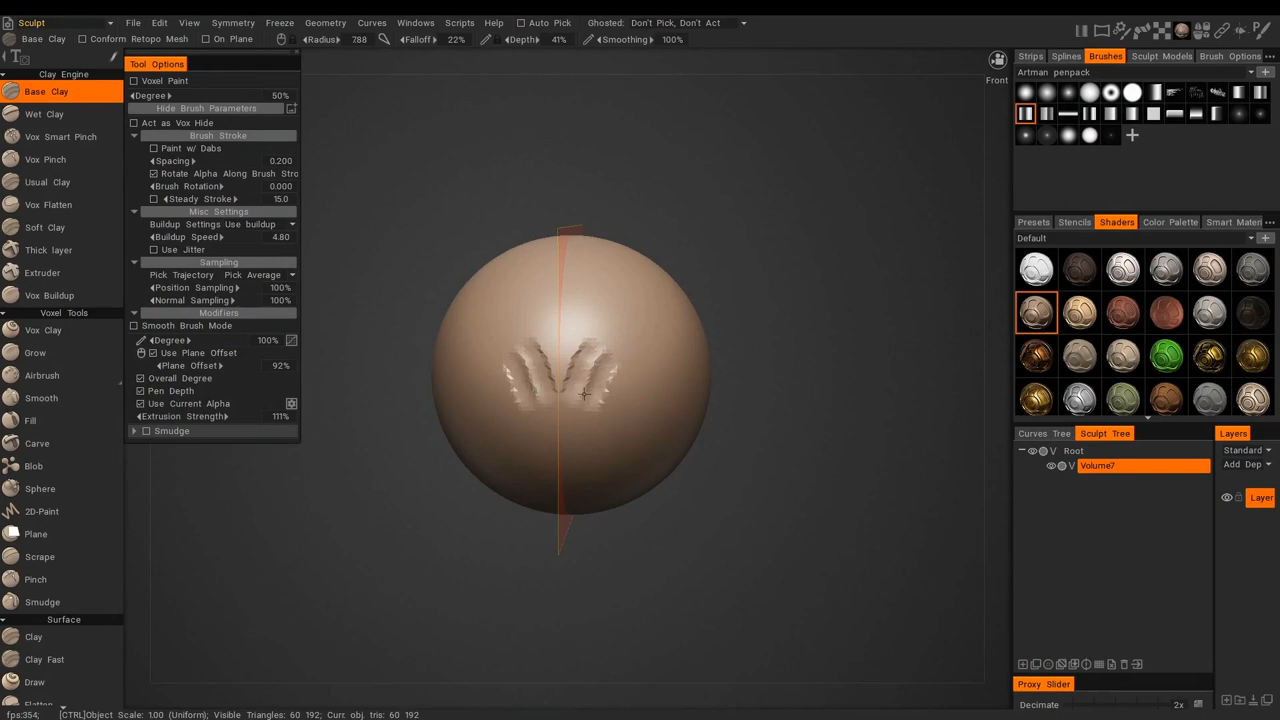 Sculpt File Edit View Symmetry Freeze Geometry Curves Windows Scripts Help Auto Pick Ghosted: Don't Pick, Don't Act
Base Clay Conform Retopo Mesh On Plane Radius 788 Falloff 22% Depth 41% Smoothing 100%
Clay Engine
Base Clay
Wet Clay
Vox Smart Pinch
Vox Pinch
Usual Clay
Vox Flatten
Soft Clay
Thick layer
Extruder
Vox Buildup
Voxel Tools
Vox Clay
Grow
Airbrush
Smooth
Fill
Carve
Blob
Sphere
2D-Paint
Plane
Scrape
Pinch
Smudge
Surface
Clay
Clay Fast
Draw
Tool Options
Voxel Paint
Degree 50%
Hide Brush Parameters
Act as Vox Hide
Brush Stroke
Paint w/ Dabs
Spacing 0.200
Rotate Alpha Along Brush Stro
Brush Rotation 0.000
Steady Stroke 15.0
Misc Settings
Buildup Settings Use buildup
Buildup Speed 4.80
Use Jitter
Sampling
Pick Trajectory Pick Average
Position Sampling 100%
Normal Sampling 100%
Modifiers
Smooth Brush Mode
Degree 100%
Use Plane Offset
Plane Offset 92%
Overall Degree
Pen Depth
Use Current Alpha
Extrusion Strength 111%
Smudge
Front
Strips Splines Brushes Sculpt Models Brush Options
Artman penpack
Presets Stencils Shaders Color Palette Smart Materi
Default
Curves Tree Sculpt Tree
Root
V Volume7
Layers
Standard
Add Dep
Layer
Proxy Slider
Decimate 2x
fps:354; [CTRL]Object Scale: 1.00 (Uniform); Visible Triangles: 60 192; Curr. obj. tris: 60 192;